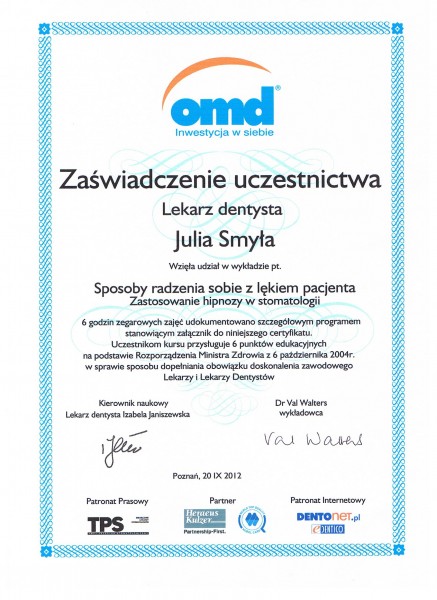 omd®
Inwestycja w siebie
Zaświadczenie uczestnictwa
Lekarz dentysta
Julia Smyła
Wzięła udział w wykładzie pt.
Sposoby radzenia sobie z lękiem pacjenta
Zastosowanie hipnozy w stomatologii
6 godzin zegarowych zajęć udokumentowano szczegółowym programem
stanowiącym załącznik do niniejszego certyfikatu.
Uczestnikom kursu przysługuje 6 punktów edukacyjnych
na podstawie Rozporządzenia Ministra Zdrowia z 6 października 2004r.
w sprawie sposobu dopełniania obowiązku doskonalenia zawodowego
Lekarzy i Lekarzy Dentystów
Kierownik naukowy
Lekarz dentysta Izabela Janiszewska
Dr Val Walters
wykładowca
Val Walters
Poznań, 20 IX 2012
Patronat Prasowy
Partner
Patronat Internetowy
TPS
Heraeus
Kulzer
Partnership-First.
DENTOnet.pl
eDENTICO